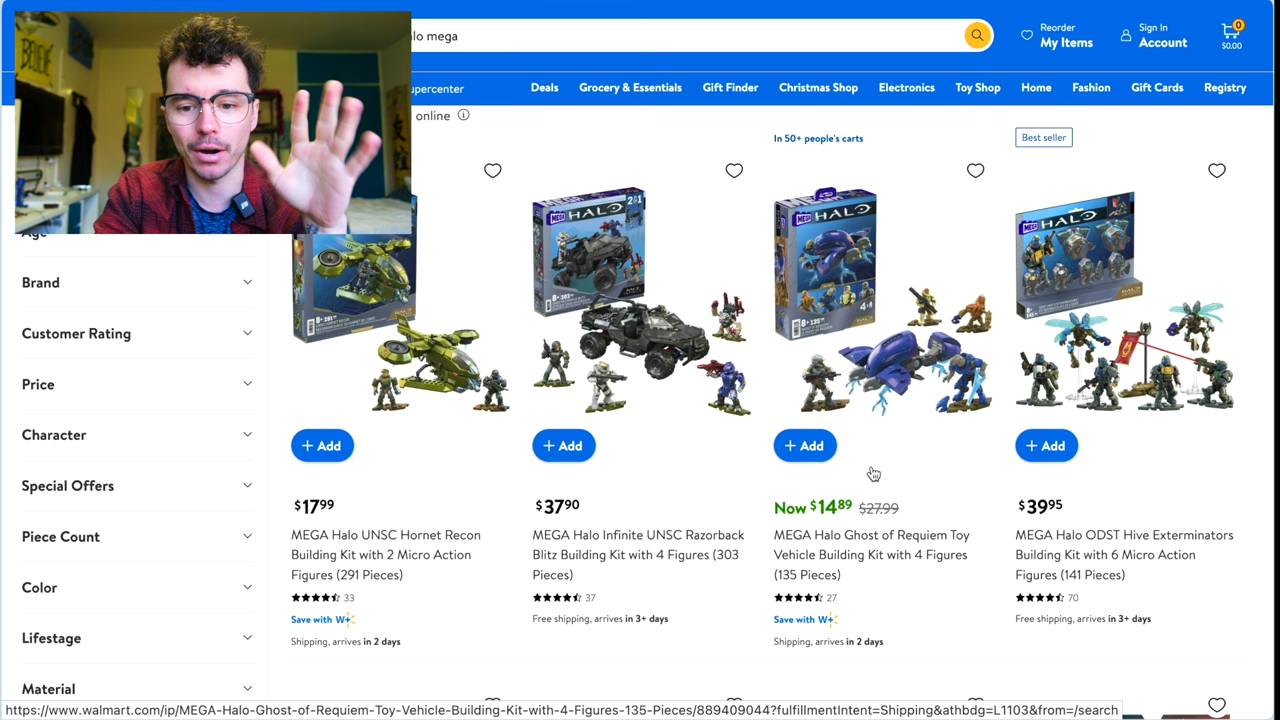 BELIEVE
lo mega
Reorder
My Items
Sign In
Account
0
$0.00
upercenter
Deals
Grocery & Essentials
Gift Finder
Christmas Shop
Electronics
Toy Shop
Home
Fashion
Gift Cards
Registry
online
In 50+ people's carts
Best seller
Age
Brand
Customer Rating
Price
Character
Special Offers
Piece Count
Color
Lifestage
Material
MEGA HALO
MEGA HALO
MEGA HALO
+ Add
+ Add
+ Add
+ Add
$17.99
MEGA Halo UNSC Hornet Recon
Building Kit with 2 Micro Action
Figures (291 Pieces)
33
Save with W+
Shipping, arrives in 2 days
$37.90
MEGA Halo Infinite UNSC Razorback
Blitz Building Kit with 4 Figures (303
Pieces)
37
Free shipping, arrives in 3+ days
Now $14.89 $27.99
MEGA Halo Ghost of Requiem Toy
Vehicle Building Kit with 4 Figures
(135 Pieces)
27
Save with W+
Shipping, arrives in 2 days
$39.95
MEGA Halo ODST Hive Exterminators
Building Kit with 6 Micro Action
Figures (141 Pieces)
70
Free shipping, arrives in 3+ days
https://www.walmart.com/ip/MEGA-Halo-Ghost-of-Requiem-Toy-Vehicle-Building-Kit-with-4-Figures-135-Pieces/889409044?fulfillmentIntent=Shipping&athbdg=L1103&from=/search